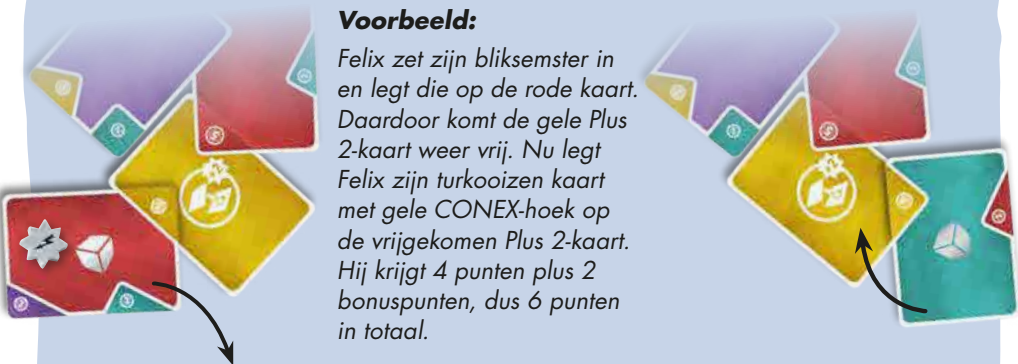 Voorbeeld:
Felix zet zijn bliksemster in
en legt die op de rode kaart.
Daardoor komt de gele Plus
2-kaart weer vrij. Nu legt
Felix zijn turkooizen kaart
met gele CONEX-hoek op
de vrijgekomen Plus 2-kaart.
Hij krijgt 4 punten plus 2
bonuspunten, dus 6 punten
in totaal.